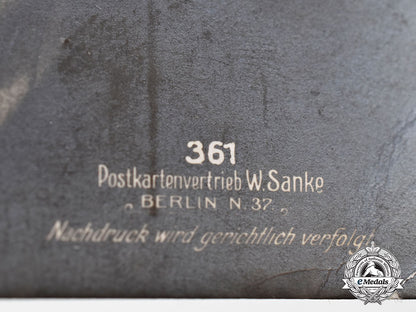 361
Postkartenvertrieb W. Sanke
BERLIN N. 37.
Nachdruck wird gerichtlich verfolgt
eMedals